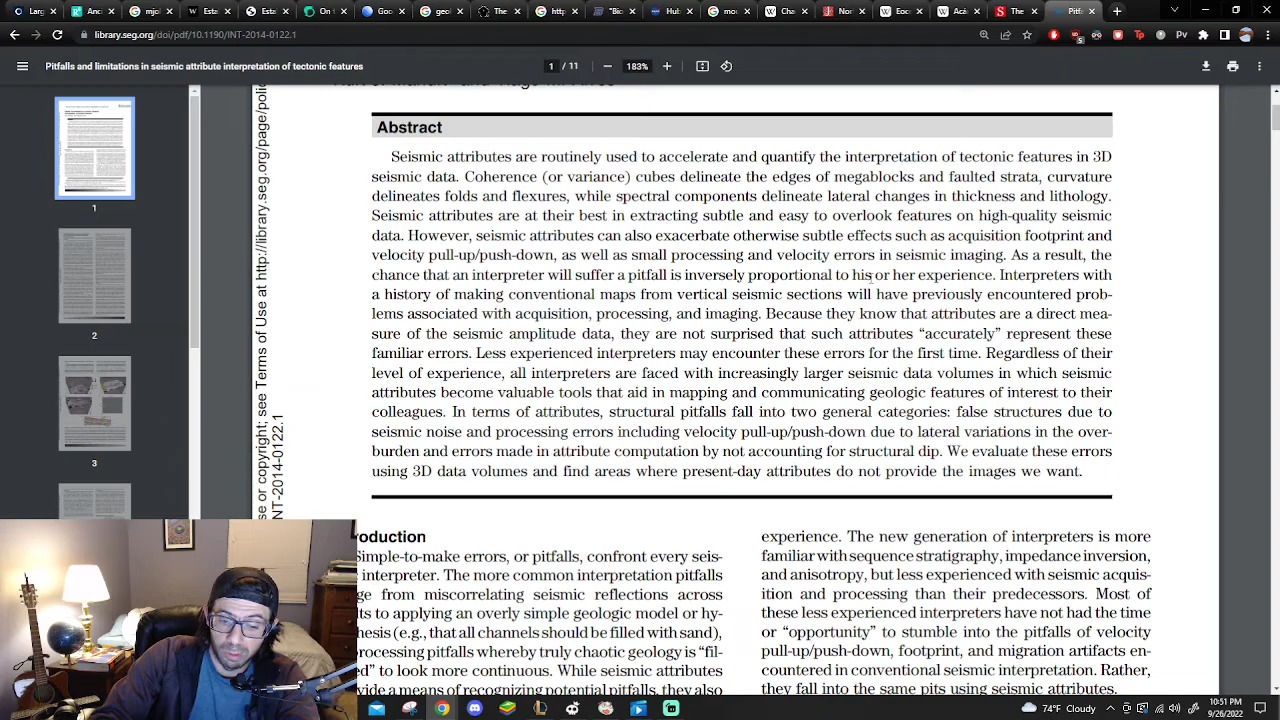 library.seg.org/doi/pdf/10.1190/INT-2014-0122.1
Pitfalls and limitations in seismic attribute interpretation of tectonic features
1 / 11
183%
1
2
3
se or copyright; see Terms of Use at http://library.seg.org/page/polic
INT-2014-0122.1
Abstract
Seismic attributes are routinely used to accelerate and quantify the interpretation of tectonic features in 3D
seismic data. Coherence (or variance) cubes delineate the edges of megablocks and faulted strata, curvature
delineates folds and flexures, while spectral components delineate lateral changes in thickness and lithology.
Seismic attributes are at their best in extracting subtle and easy to overlook features on high-quality seismic
data. However, seismic attributes can also exacerbate otherwise subtle effects such as acquisition footprint and
velocity pull-up/push-down, as well as small processing and velocity errors in seismic imaging. As a result, the
chance that an interpreter will suffer a pitfall is inversely proportional to his or her experience. Interpreters with
a history of making conventional maps from vertical seismic sections will have previously encountered prob-
lems associated with acquisition, processing, and imaging. Because they know that attributes are a direct mea-
sure of the seismic amplitude data, they are not surprised that such attributes “accurately” represent these
familiar errors. Less experienced interpreters may encounter these errors for the first time. Regardless of their
level of experience, all interpreters are faced with increasingly larger seismic data volumes in which seismic
attributes become valuable tools that aid in mapping and communicating geologic features of interest to their
colleagues. In terms of attributes, structural pitfalls fall into two general categories: false structures due to
seismic noise and processing errors including velocity pull-up/push-down due to lateral variations in the over-
burden and errors made in attribute computation by not accounting for structural dip. We evaluate these errors
using 3D data volumes and find areas where present-day attributes do not provide the images we want.
oduction
Simple-to-make errors, or pitfalls, confront every seis-
interpreter. The more common interpretation pitfalls
ge from miscorrelating seismic reflections across
ts to applying an overly simple geologic model or hy-
hesis (e.g., that all channels should be filled with sand),
rocessing pitfalls whereby truly chaotic geology is “fil-
ed” to look more continuous. While seismic attributes
experience. The new generation of interpreters is more
familiar with sequence stratigraphy, impedance inversion,
and anisotropy, but less experienced with seismic acquis-
ition and processing than their predecessors. Most of
these less experienced interpreters have not had the time
or “opportunity” to stumble into the pitfalls of velocity
pull-up/push-down, footprint, and migration artifacts en-
countered in conventional seismic interpretation. Rather,
they fall into the same pits using seismic attributes.
74°F Cloudy
10:51 PM
9/26/2022